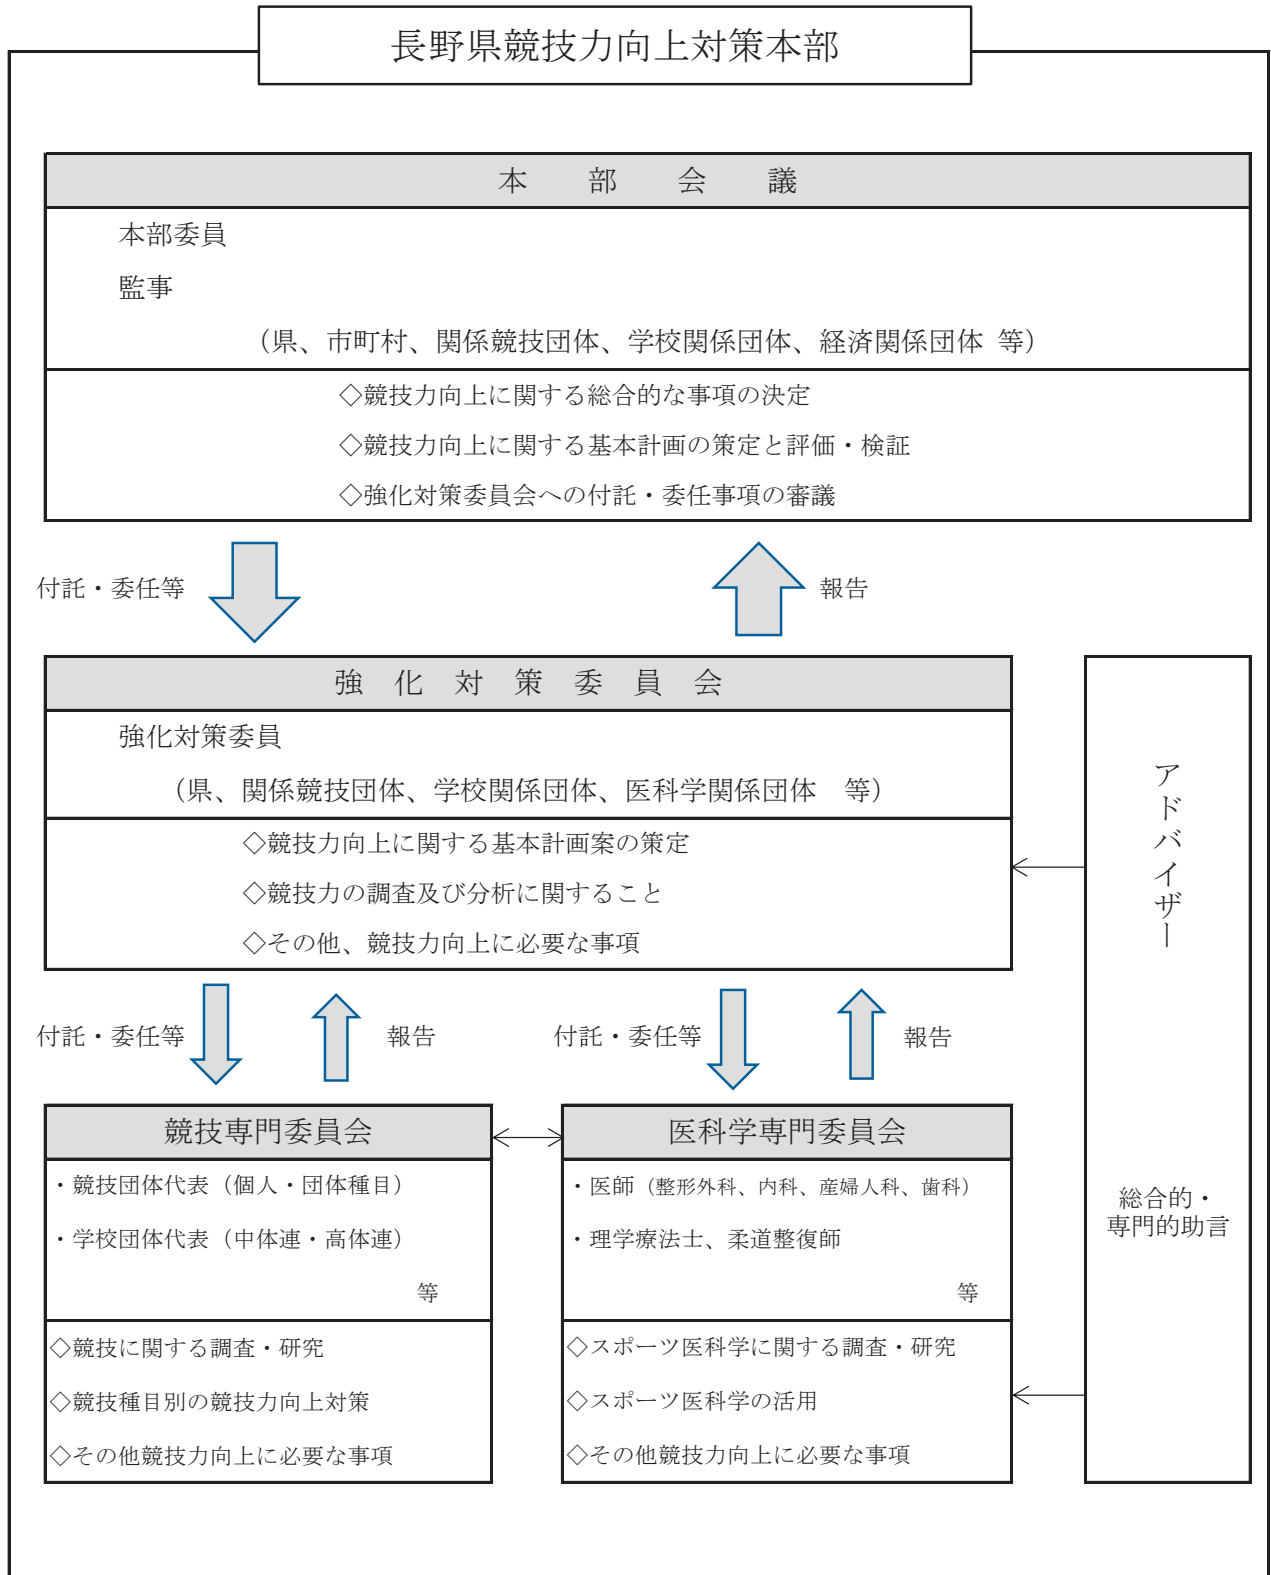 長野県競技力向上対策本部
本部会議
本部委員
監事
（県、市町村、関係競技団体、学校関係団体、経済関係団体 等）
◇競技力向上に関する総合的な事項の決定
◇競技力向上に関する基本計画の策定と評価・検証
◇強化対策委員会への付託・委任事項の審議
付託・委任等
報告
強化対策委員会
強化対策委員
（県、関係競技団体、学校関係団体、医科学関係団体　等）
◇競技力向上に関する基本計画案の策定
◇競技力の調査及び分析に関すること
◇その他、競技力向上に必要な事項
付託・委任等
報告
付託・委任等
報告
競技専門委員会
・競技団体代表（個人・団体種目）
・学校団体代表（中体連・高体連）
等
◇競技に関する調査・研究
◇競技種目別の競技力向上対策
◇その他競技力向上に必要な事項
医科学専門委員会
・医師（整形外科、内科、産婦人科、歯科）
・理学療法士、柔道整復師
等
◇スポーツ医科学に関する調査・研究
◇スポーツ医科学の活用
◇その他競技力向上に必要な事項
アドバイザー
総合的・
専門的助言